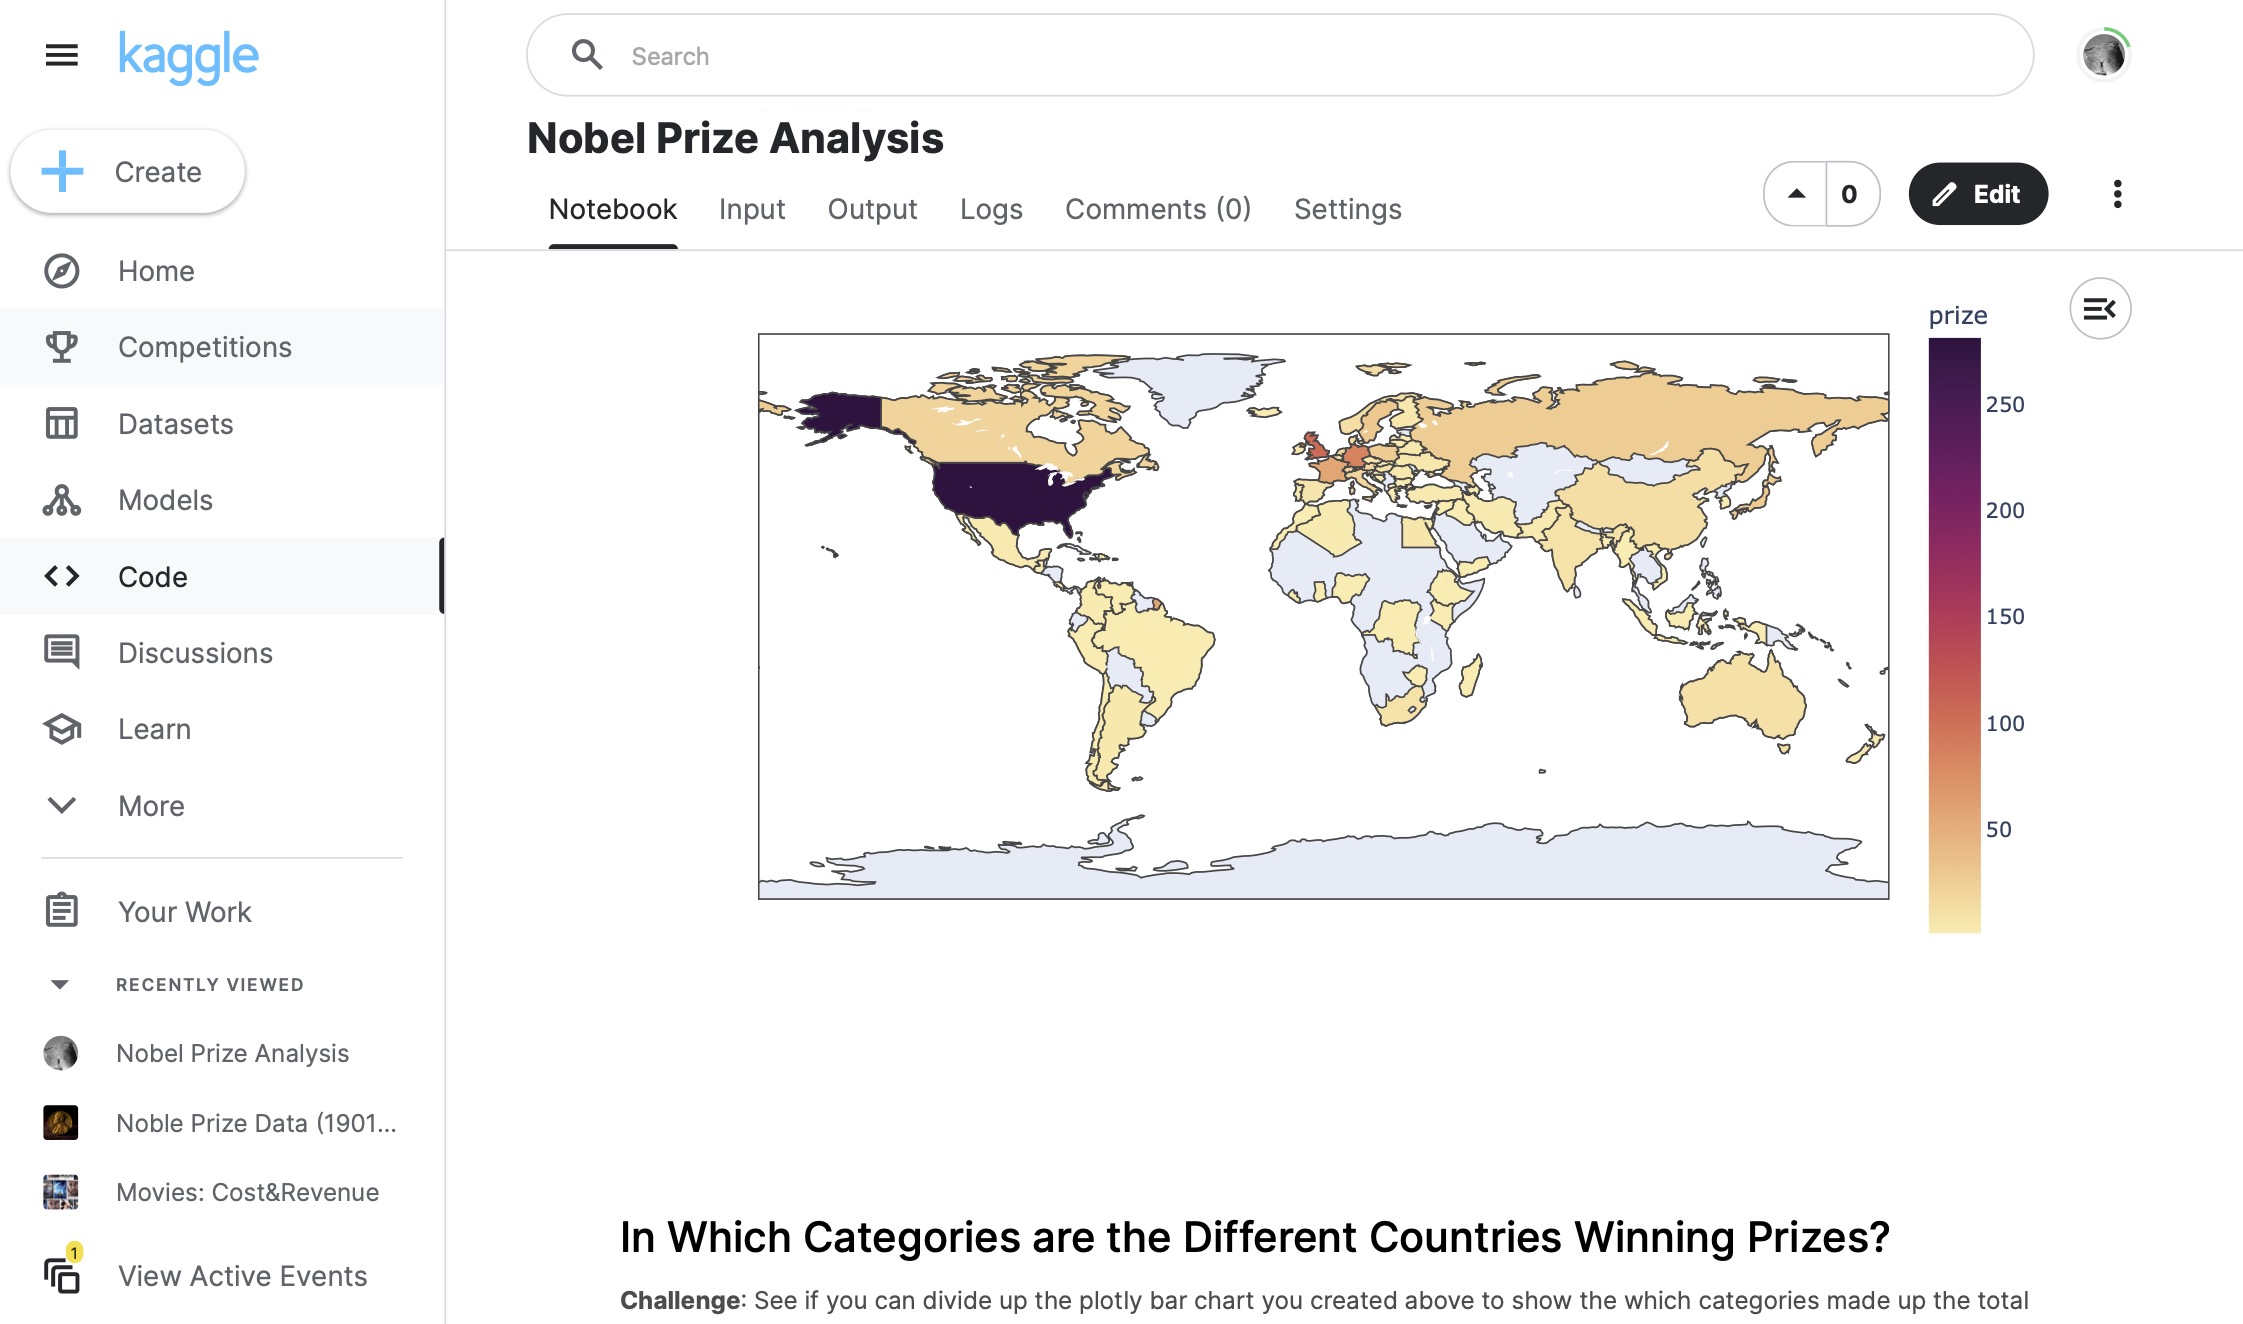 kaggle
Search
Create
Home
Competitions
Datasets
Models
Code
Discussions
Learn
More
Your Work
RECENTLY VIEWED
Nobel Prize Analysis
Noble Prize Data (1901...
Movies: Cost&Revenue
1
View Active Events
Nobel Prize Analysis
Notebook Input Output Logs Comments (0) Settings
0
Edit
prize
250
200
150
100
50
In Which Categories are the Different Countries Winning Prizes?
Challenge: See if you can divide up the plotly bar chart you created above to show the which categories made up the total